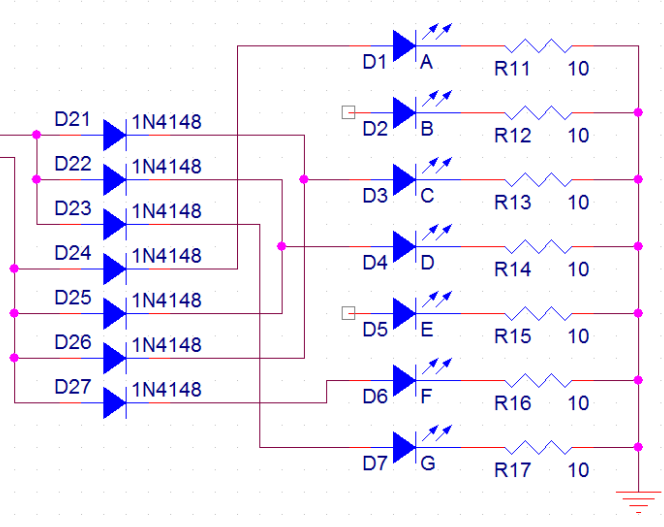 D1 A R11 10
D21 1N4148
D2 B R12 10
D22 1N4148
D3 C R13 10
D23 1N4148
D24 1N4148
D4 D R14 10
D25 1N4148
D5 E R15 10
D26 1N4148
D27 1N4148
D6 F R16 10
D7 G R17 10